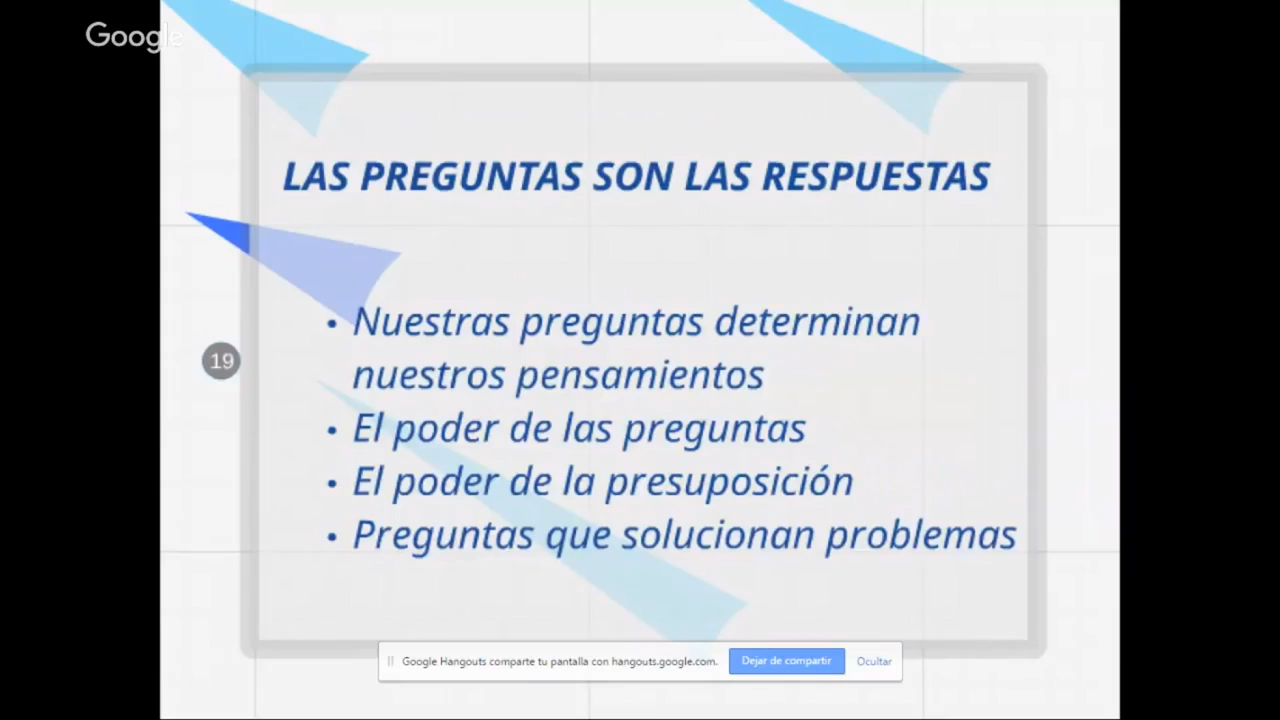 Google
LAS PREGUNTAS SON LAS RESPUESTAS
• Nuestras preguntas determinan
nuestros pensamientos
19
• El poder de las preguntas
• El poder de la presuposición
• Preguntas que solucionan problemas
Google Hangouts comparte tu pantalla con hangouts.google.com. Dejar de compartir Ocultar